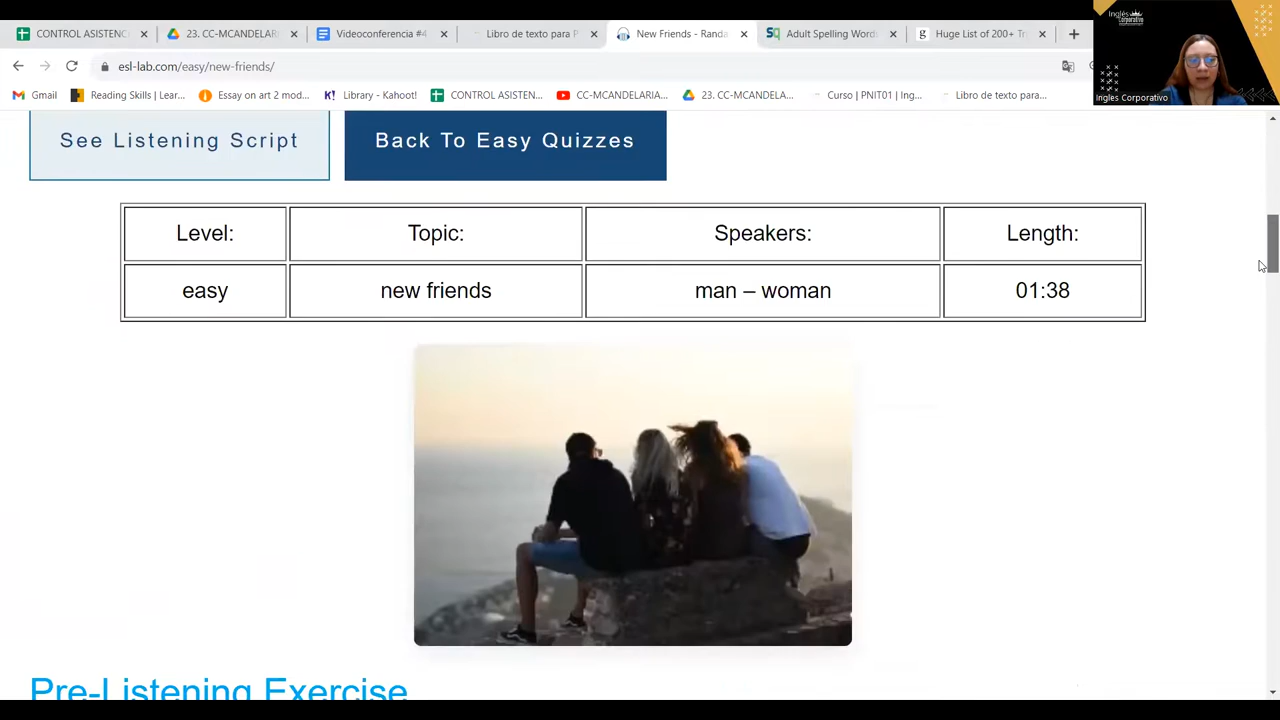 CONTROL ASISTENC
23. CC-MCANDELAR
Videoconferencia #4
Libro de texto para P
New Friends - Randa
Adult Spelling Word
Huge List of 200+ Tr
Inglés
Corporativo
esl-lab.com/easy/new-friends/
Ingles Corporativo
Gmail
Reading Skills | Lear...
Essay on art 2 mod...
Library - Kahoot!
CONTROL ASISTEN...
CC-MCANDELARIA...
23. CC-MCANDELA...
Curso | PNIT01 | Ing...
Libro de texto para...
See Listening Script
Back To Easy Quizzes
Level:
Topic:
Speakers:
Length:
easy
new friends
man – woman
01:38
Pre-Listening Exercise